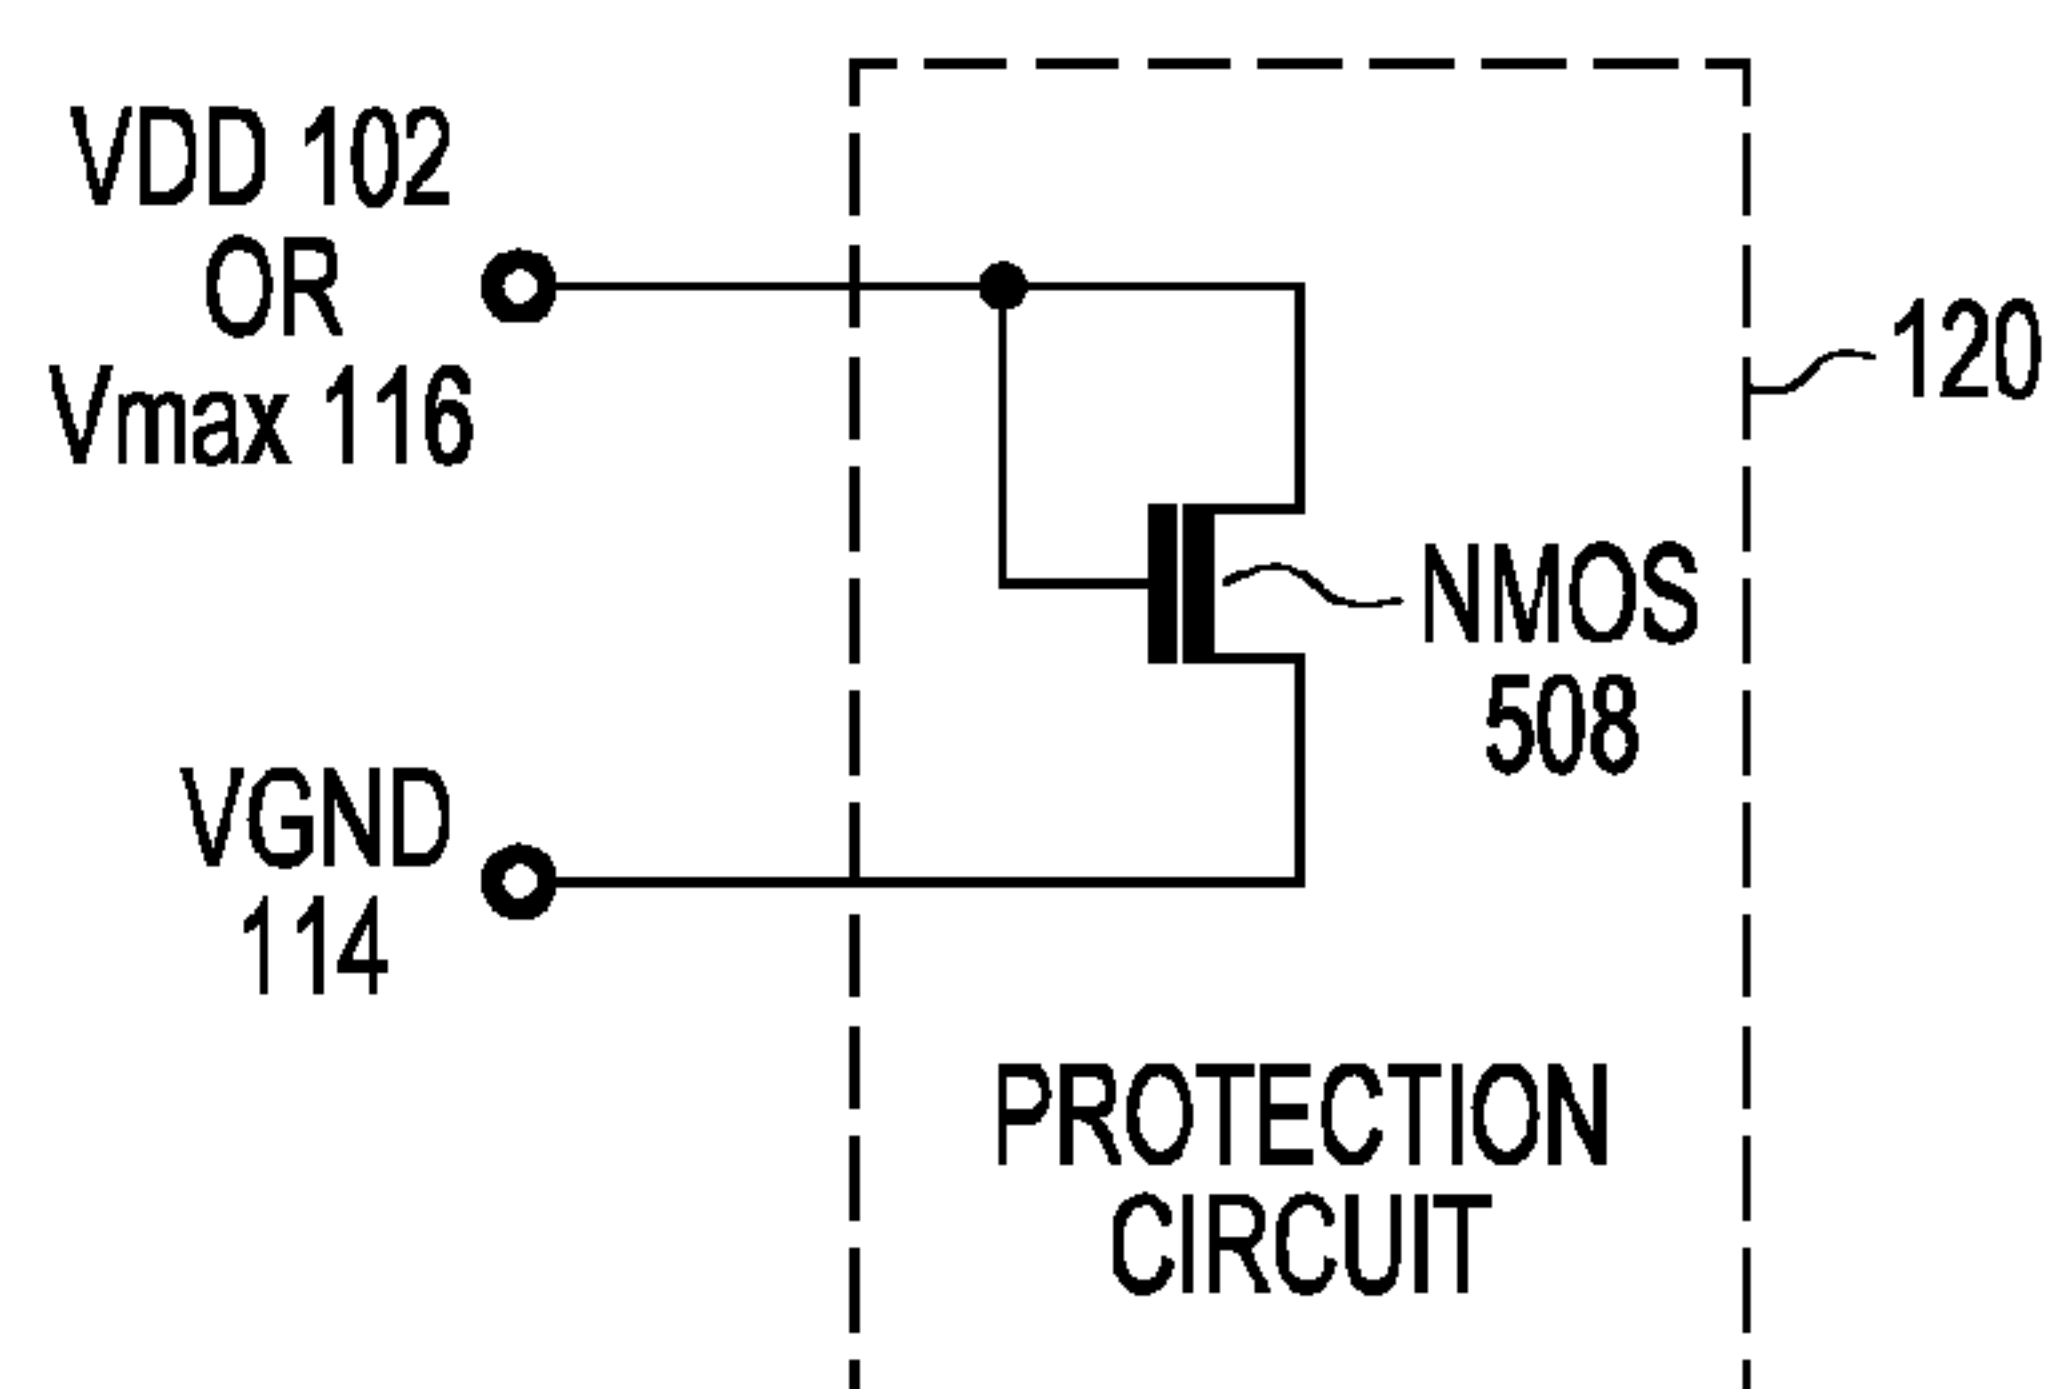 VDD 102
OR
Vmax 116
120
NMOS
508
VGND
114
PROTECTION
CIRCUIT